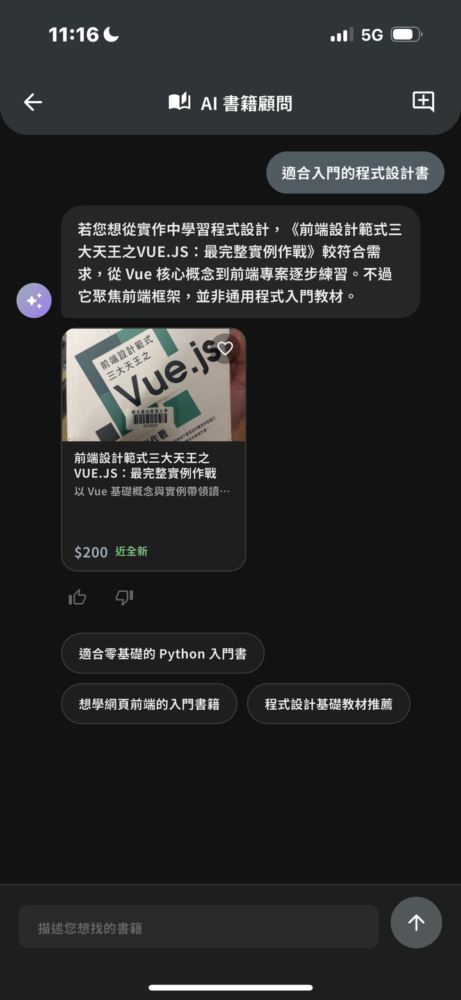 11:16
5G
AI 書籍顧問
適合入門的程式設計書
若您想從實作中學習程式設計，《前端設計範式三
大天王之VUE.JS：最完整實例作戰》較符合需
求，從 Vue 核心概念到前端專案逐步練習。不過
它聚焦前端框架，並非通用程式入門教材。
前端設計範式
三大天王之
Vue.js
國立臺北商業大學
A278223
前端設計範式三大天王之
VUE.JS：最完整實例作戰
以 Vue 基礎概念與實例帶領讀…
$200 近全新
適合零基礎的 Python 入門書
想學網頁前端的入門書籍
程式設計基礎教材推薦
描述您想找的書籍